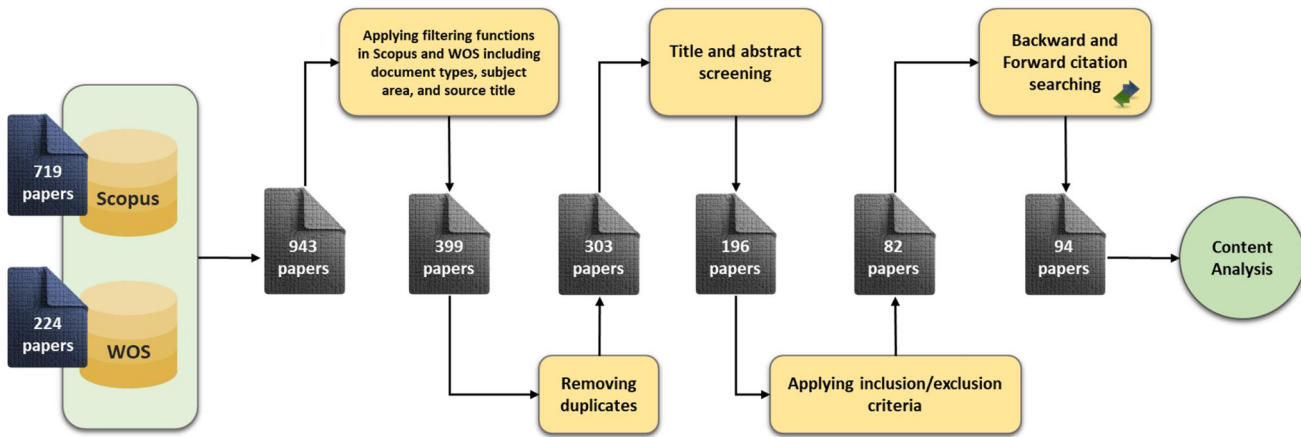 719
papers
Scopus
224
papers
WOS
943
papers
Applying filtering functions
in Scopus and WOS including
document types, subject
area, and source title
399
papers
Removing
duplicates
303
papers
Title and abstract
screening
196
papers
Applying inclusion/exclusion
criteria
82
papers
Backward and
Forward citation
searching
94
papers
Content
Analysis